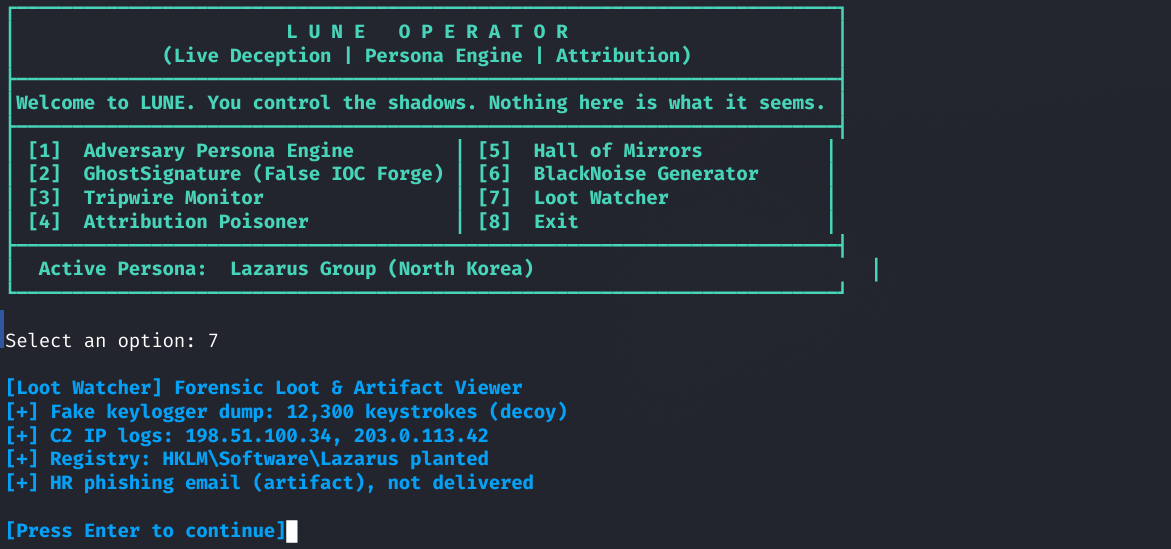 L U N E   O P E R A T O R
(Live Deception | Persona Engine | Attribution)
Welcome to LUNE. You control the shadows. Nothing here is what it seems.
[1]  Adversary Persona Engine          | [5]  Hall of Mirrors          |
[2]  GhostSignature (False IOC Forge) | [6]  BlackNoise Generator     |
[3]  Tripwire Monitor                  | [7]  Loot Watcher             |
[4]  Attribution Poisoner              | [8]  Exit                     |
Active Persona:  Lazarus Group (North Korea)                    |
Select an option: 7
[Loot Watcher] Forensic Loot & Artifact Viewer
[+] Fake keylogger dump: 12,300 keystrokes (decoy)
[+] C2 IP logs: 198.51.100.34, 203.0.113.42
[+] Registry: HKLM\Software\Lazarus planted
[+] HR phishing email (artifact), not delivered
[Press Enter to continue]